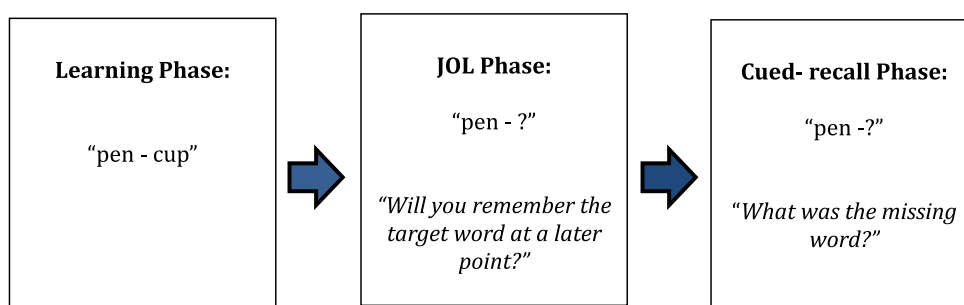 Learning Phase:
“pen - cup”
JOL Phase:
“pen - ?”
“Will you remember the
target word at a later
point?”
Cued- recall Phase:
“pen -?”
“What was the missing
word?”